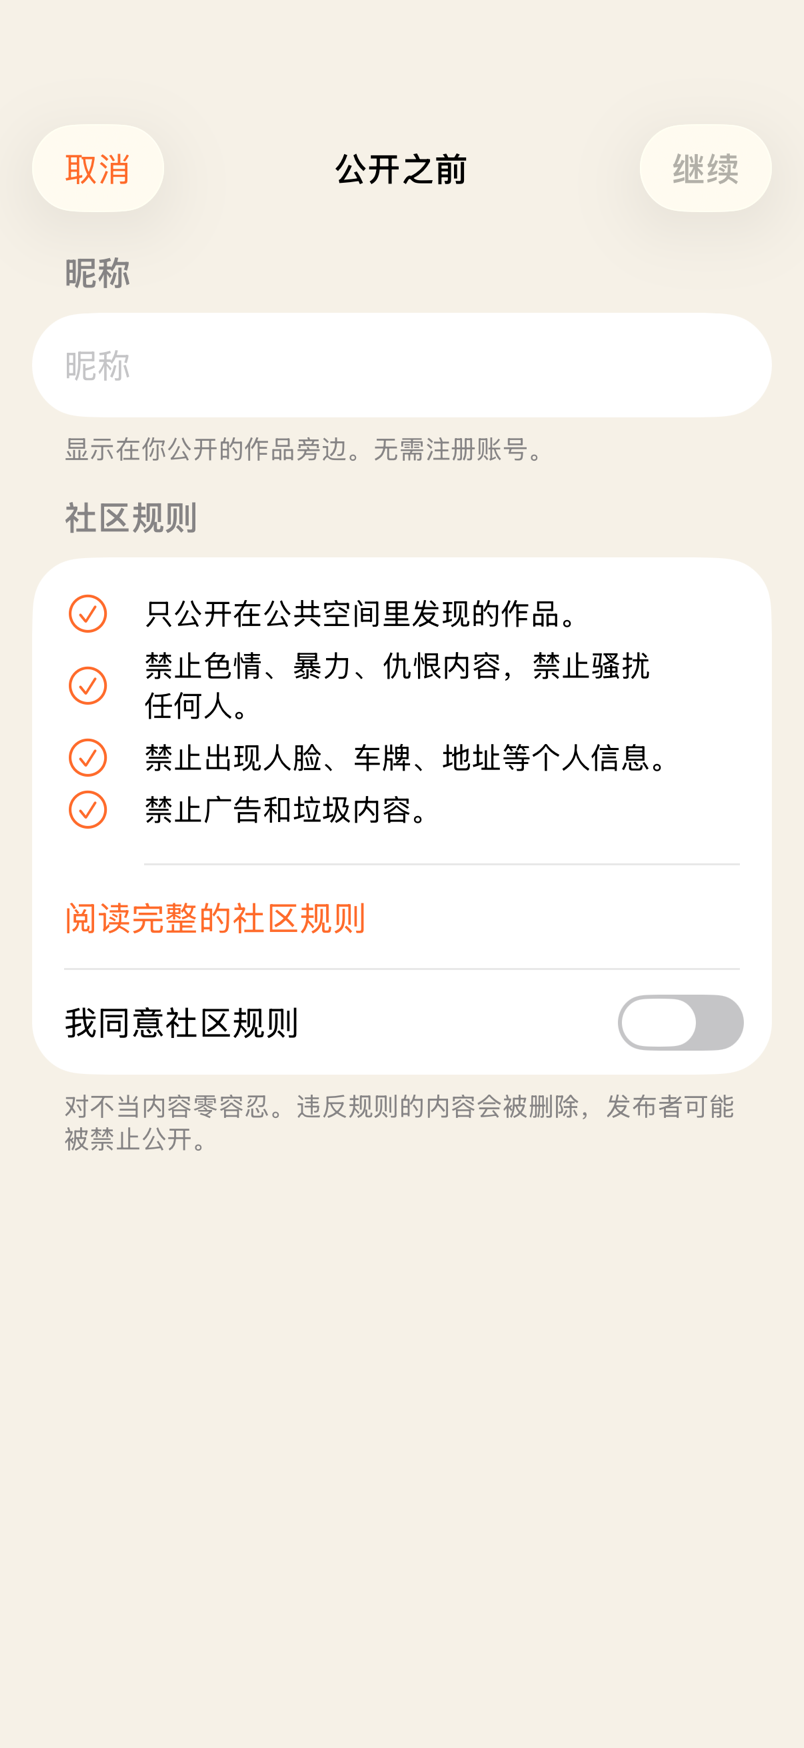 取消
公开之前
继续
昵称
昵称
显示在你公开的作品旁边。无需注册账号。
社区规则
只公开在公共空间里发现的作品。
禁止色情、暴力、仇恨内容，禁止骚扰
任何人。
禁止出现人脸、车牌、地址等个人信息。
禁止广告和垃圾内容。
阅读完整的社区规则
我同意社区规则
对不当内容零容忍。违反规则的内容会被删除，发布者可能
被禁止公开。